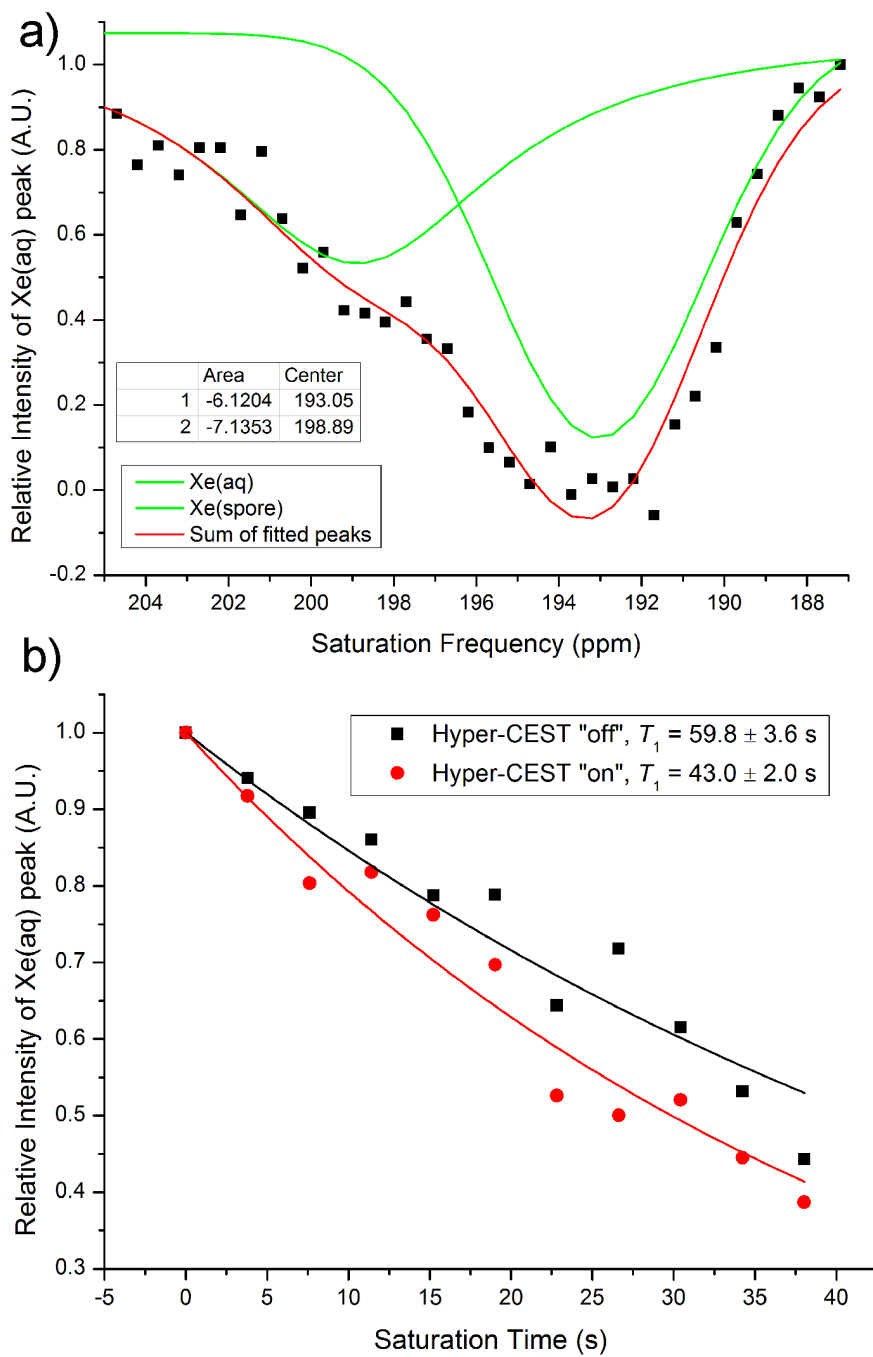 a)
Relative Intensity of Xe(aq) peak (A.U.)
1.0
0.8
0.6
0.4
0.2
0.0
-0.2
Area Center
1 -6.1204 193.05
2 -7.1353 198.89
Xe(aq)
Xe(spore)
Sum of fitted peaks
204 202 200 198 196 194 192 190 188
Saturation Frequency (ppm)
b)
Relative Intensity of Xe(aq) peak (A.U.)
1.0
0.9
0.8
0.7
0.6
0.5
0.4
0.3
Hyper-CEST "off", T₁ = 59.8 ± 3.6 s
Hyper-CEST "on", T₁ = 43.0 ± 2.0 s
-5 0 5 10 15 20 25 30 35 40
Saturation Time (s)